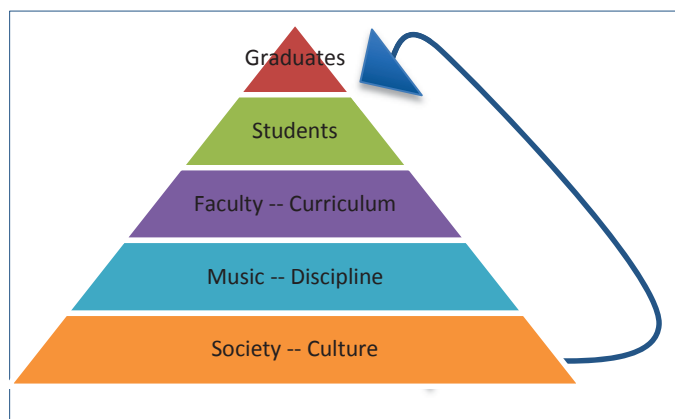 Graduates
Students
Faculty -- Curriculum
Music -- Discipline
Society -- Culture